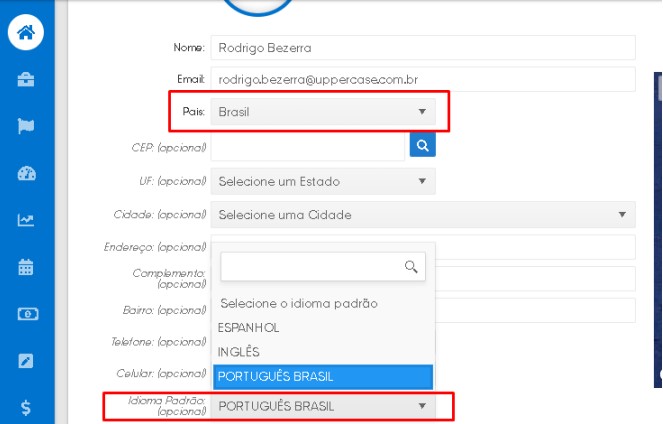 Nome: Rodrigo Bezerra
Email: rodrigo.bezerra@uppercase.com.br
Pais: Brasil
CEP: (opcional)
UF: (opcional) Selecione um Estado
Cidade: (opcional) Selecione uma Cidade
Endereço: (opcional)
Complemento:
(opcional)
Bairro: (opcional)
Telefone: (opcional)
Celular: (opcional)
Selecione o idioma padrão
ESPANHOL
INGLÊS
PORTUGUÊS BRASIL
Idioma Padrão:
(opcional) PORTUGUÊS BRASIL